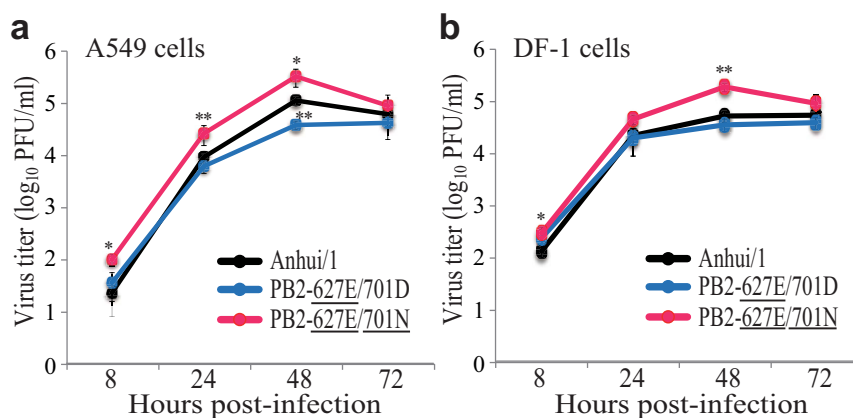 a
A549 cells
Virus titer (log10 PFU/ml)
6
5
4
3
2
1
0
*
**
*
**
Anhui/1
PB2-627E/701D
PB2-627E/701N
8
24
48
72
Hours post-infection
b
DF-1 cells
Virus titer (log10 PFU/ml)
6
5
4
3
2
1
0
*
**
Anhui/1
PB2-627E/701D
PB2-627E/701N
8
24
48
72
Hours post-infection